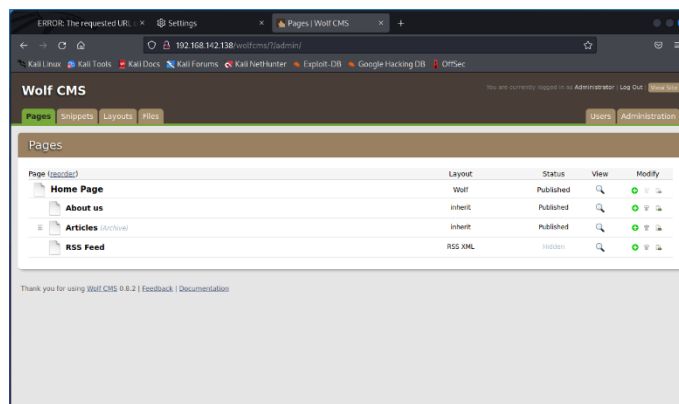 ERROR: The requested URL c × Settings × Pages | Wolf CMS × +
192.168.142.138/wolfcms/?/admin/
Kali Linux Kali Tools Kali Docs Kali Forums Kali NetHunter Exploit-DB Google Hacking DB OffSec
Wolf CMS You are currently logged in as Administrator | Log Out | View Site
Pages Snippets Layouts Files Users Administration
Pages
Page (reorder) Layout Status View Modify
Home Page Wolf Published
About us inherit Published
Articles (Archive) inherit Published
RSS Feed RSS XML Hidden
Thank you for using Wolf CMS 0.8.2 | Feedback | Documentation